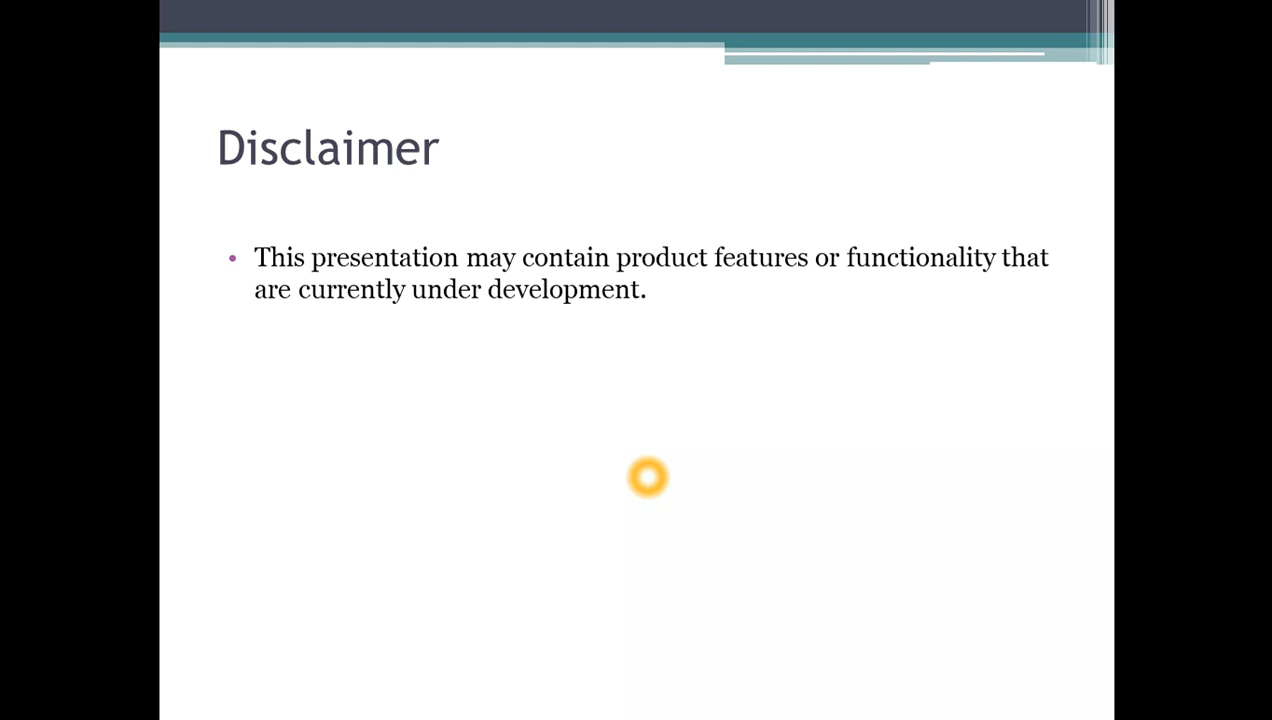 Disclaimer
• This presentation may contain product features or functionality that
are currently under development.